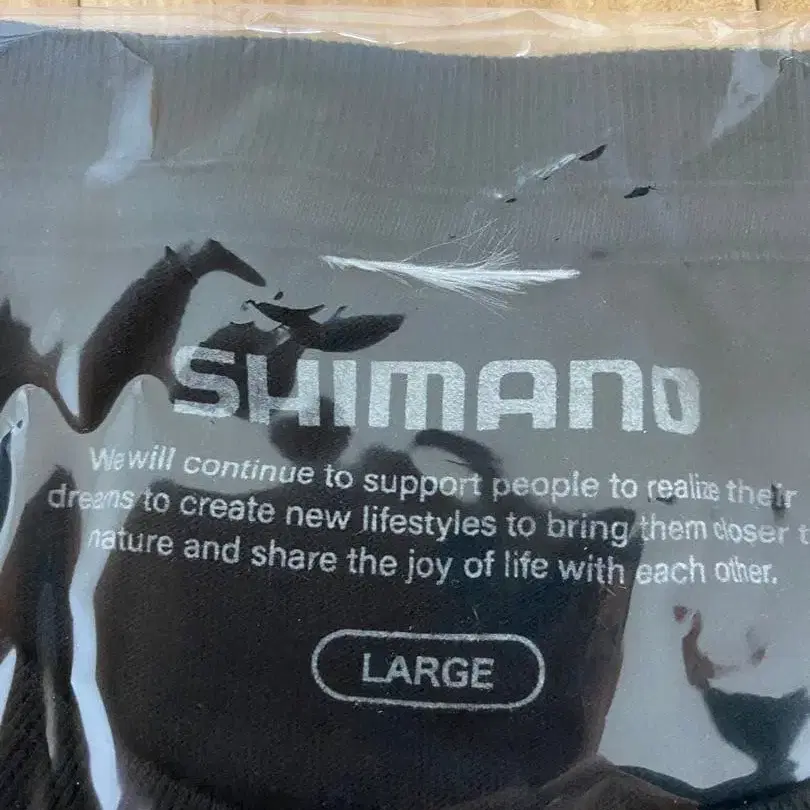 SHIMANO
We will continue to support people to realize their
dreams to create new lifestyles to bring them closer
nature and share the joy of life with each other.
LARGE